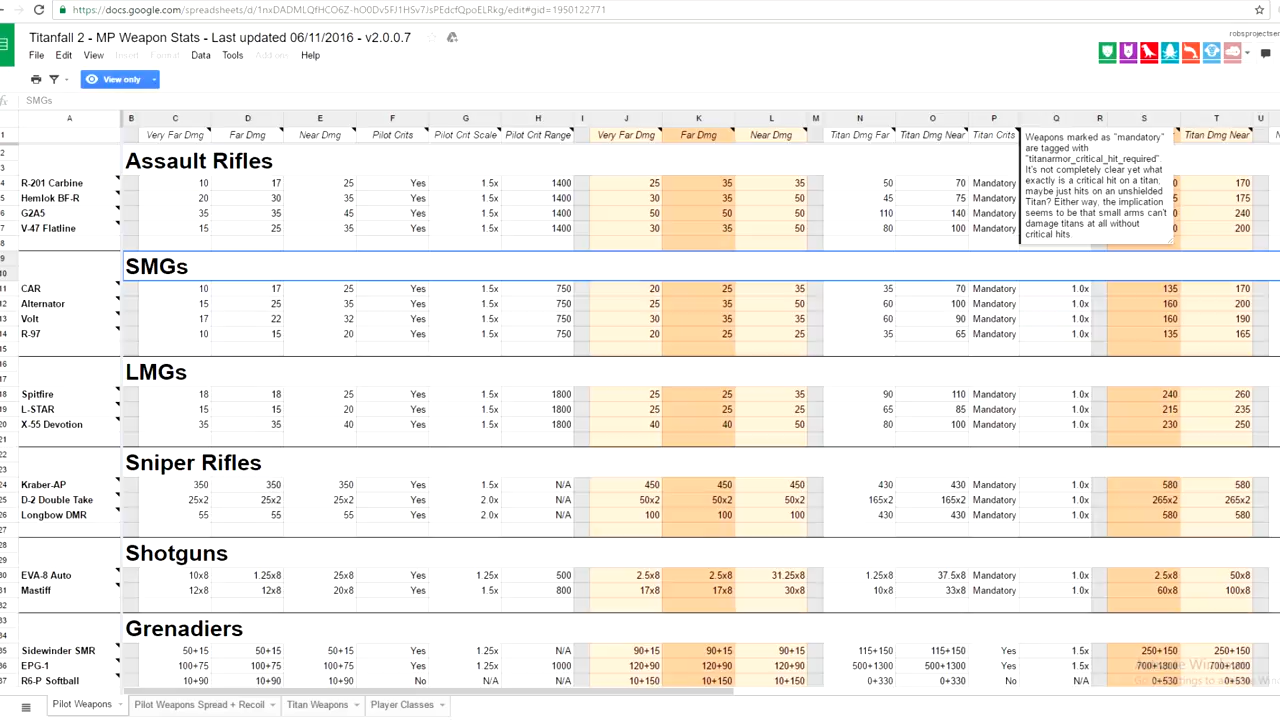 https://docs.google.com/spreadsheets/d/1nxDADMLQfHCO6Z-hO0Dv5FJ1HSv7JsPEdcfQpoELRkg/edit#gid=1950122771
Titanfall 2 - MP Weapon Stats - Last updated 06/11/2016 - v2.0.0.7
robsprojectser
File Edit View Insert Format Data Tools Add-ons Help
View only
fx SMGs
A B C D E F G H I J K L M N O P Q R S T U
1 Very Far Dmg Far Dmg Near Dmg Pilot Crits Pilot Crit Scale Pilot Crit Range Very Far Dmg Far Dmg Near Dmg Titan Dmg Far Titan Dmg Near Titan Crits Titan Dmg Near
Weapons marked as "mandatory"
are tagged with
"titanarmor_critical_hit_required".
It's not completely clear yet what
exactly is a critical hit on a titan;
maybe just hits on an unshielded
Titan? Either way, the implication
seems to be that small arms can't
damage titans at all without
critical hits.
Assault Rifles
R-201 Carbine 10 17 25 Yes 1.5x 1400 25 35 35 50 70 Mandatory 170
Hemlok BF-R 20 30 35 Yes 1.5x 1400 30 35 50 45 75 Mandatory 175
G2A5 35 35 45 Yes 1.5x 1400 50 50 50 110 140 Mandatory 240
V-47 Flatline 15 25 35 Yes 1.5x 1400 30 35 50 80 100 Mandatory 200
SMGs
CAR 10 17 25 Yes 1.5x 750 20 25 35 35 70 Mandatory 1.0x 135 170
Alternator 15 25 35 Yes 1.5x 750 25 35 50 60 100 Mandatory 1.0x 160 200
Volt 17 22 32 Yes 1.5x 750 30 35 35 60 90 Mandatory 1.0x 160 190
R-97 10 15 20 Yes 1.5x 750 20 25 25 35 65 Mandatory 1.0x 135 165
LMGs
Spitfire 18 18 25 Yes 1.5x 1800 25 25 35 90 110 Mandatory 1.0x 240 260
L-STAR 15 15 20 Yes 1.5x 1800 25 25 25 65 85 Mandatory 1.0x 215 235
X-55 Devotion 35 35 40 Yes 1.5x 1800 40 40 50 80 100 Mandatory 1.0x 230 250
Sniper Rifles
Kraber-AP 350 350 350 Yes 1.5x N/A 450 450 450 430 430 Mandatory 1.0x 580 580
D-2 Double Take 25x2 25x2 25x2 Yes 2.0x N/A 50x2 50x2 50x2 165x2 165x2 Mandatory 1.0x 265x2 265x2
Longbow DMR 55 55 55 Yes 2.0x N/A 100 100 100 430 430 Mandatory 1.0x 580 580
Shotguns
EVA-8 Auto 10x8 1.25x8 25x8 Yes 1.25x 500 2.5x8 2.5x8 31.25x8 1.25x8 37.5x8 Mandatory 1.0x 2.5x8 50x8
Mastiff 12x8 12x8 20x8 Yes 1.5x 800 17x8 17x8 30x8 10x8 33x8 Mandatory 1.0x 60x8 100x8
Grenadiers
Sidewinder SMR 50+15 50+15 50+15 Yes 1.25x N/A 90+15 90+15 90+15 115+150 115+150 Yes 1.5x 250+150 250+150
EPG-1 100+75 100+75 100+75 Yes 1.25x 1000 120+90 120+90 120+90 500+1300 500+1300 Yes 1.0x 700+1800 700+1800
R6-P Softball 10+90 10+90 10+90 No N/A N/A 10+150 10+150 10+150 0+330 0+330 No N/A 0+530 0+530
Pilot Weapons Pilot Weapons Spread + Recoil Titan Weapons Player Classes